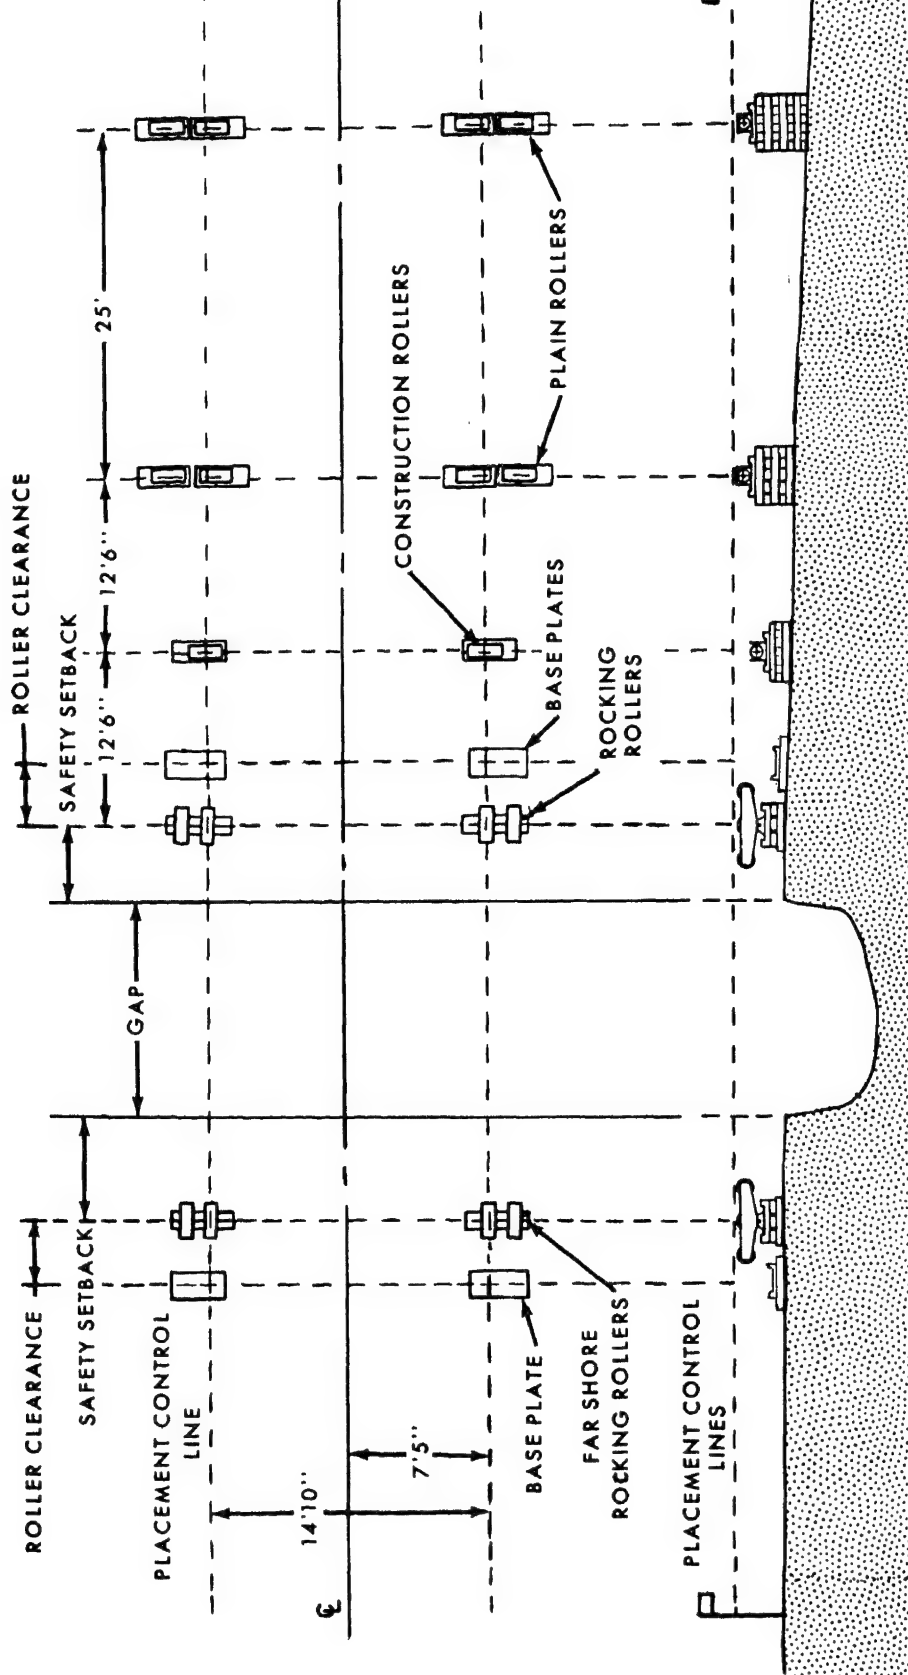 ROLLER CLEARANCE
SAFETY SETBACK
PLACEMENT CONTROL
LINE
14'10''
℄
7'5''
BASE PLATE
FAR SHORE
ROCKING ROLLERS
PLACEMENT CONTROL
LINES
GAP
ROLLER CLEARANCE
SAFETY SETBACK
12'6''
12'6''
25'
CONSTRUCTION ROLLERS
PLAIN ROLLERS
BASE PLATES
ROCKING
ROLLERS